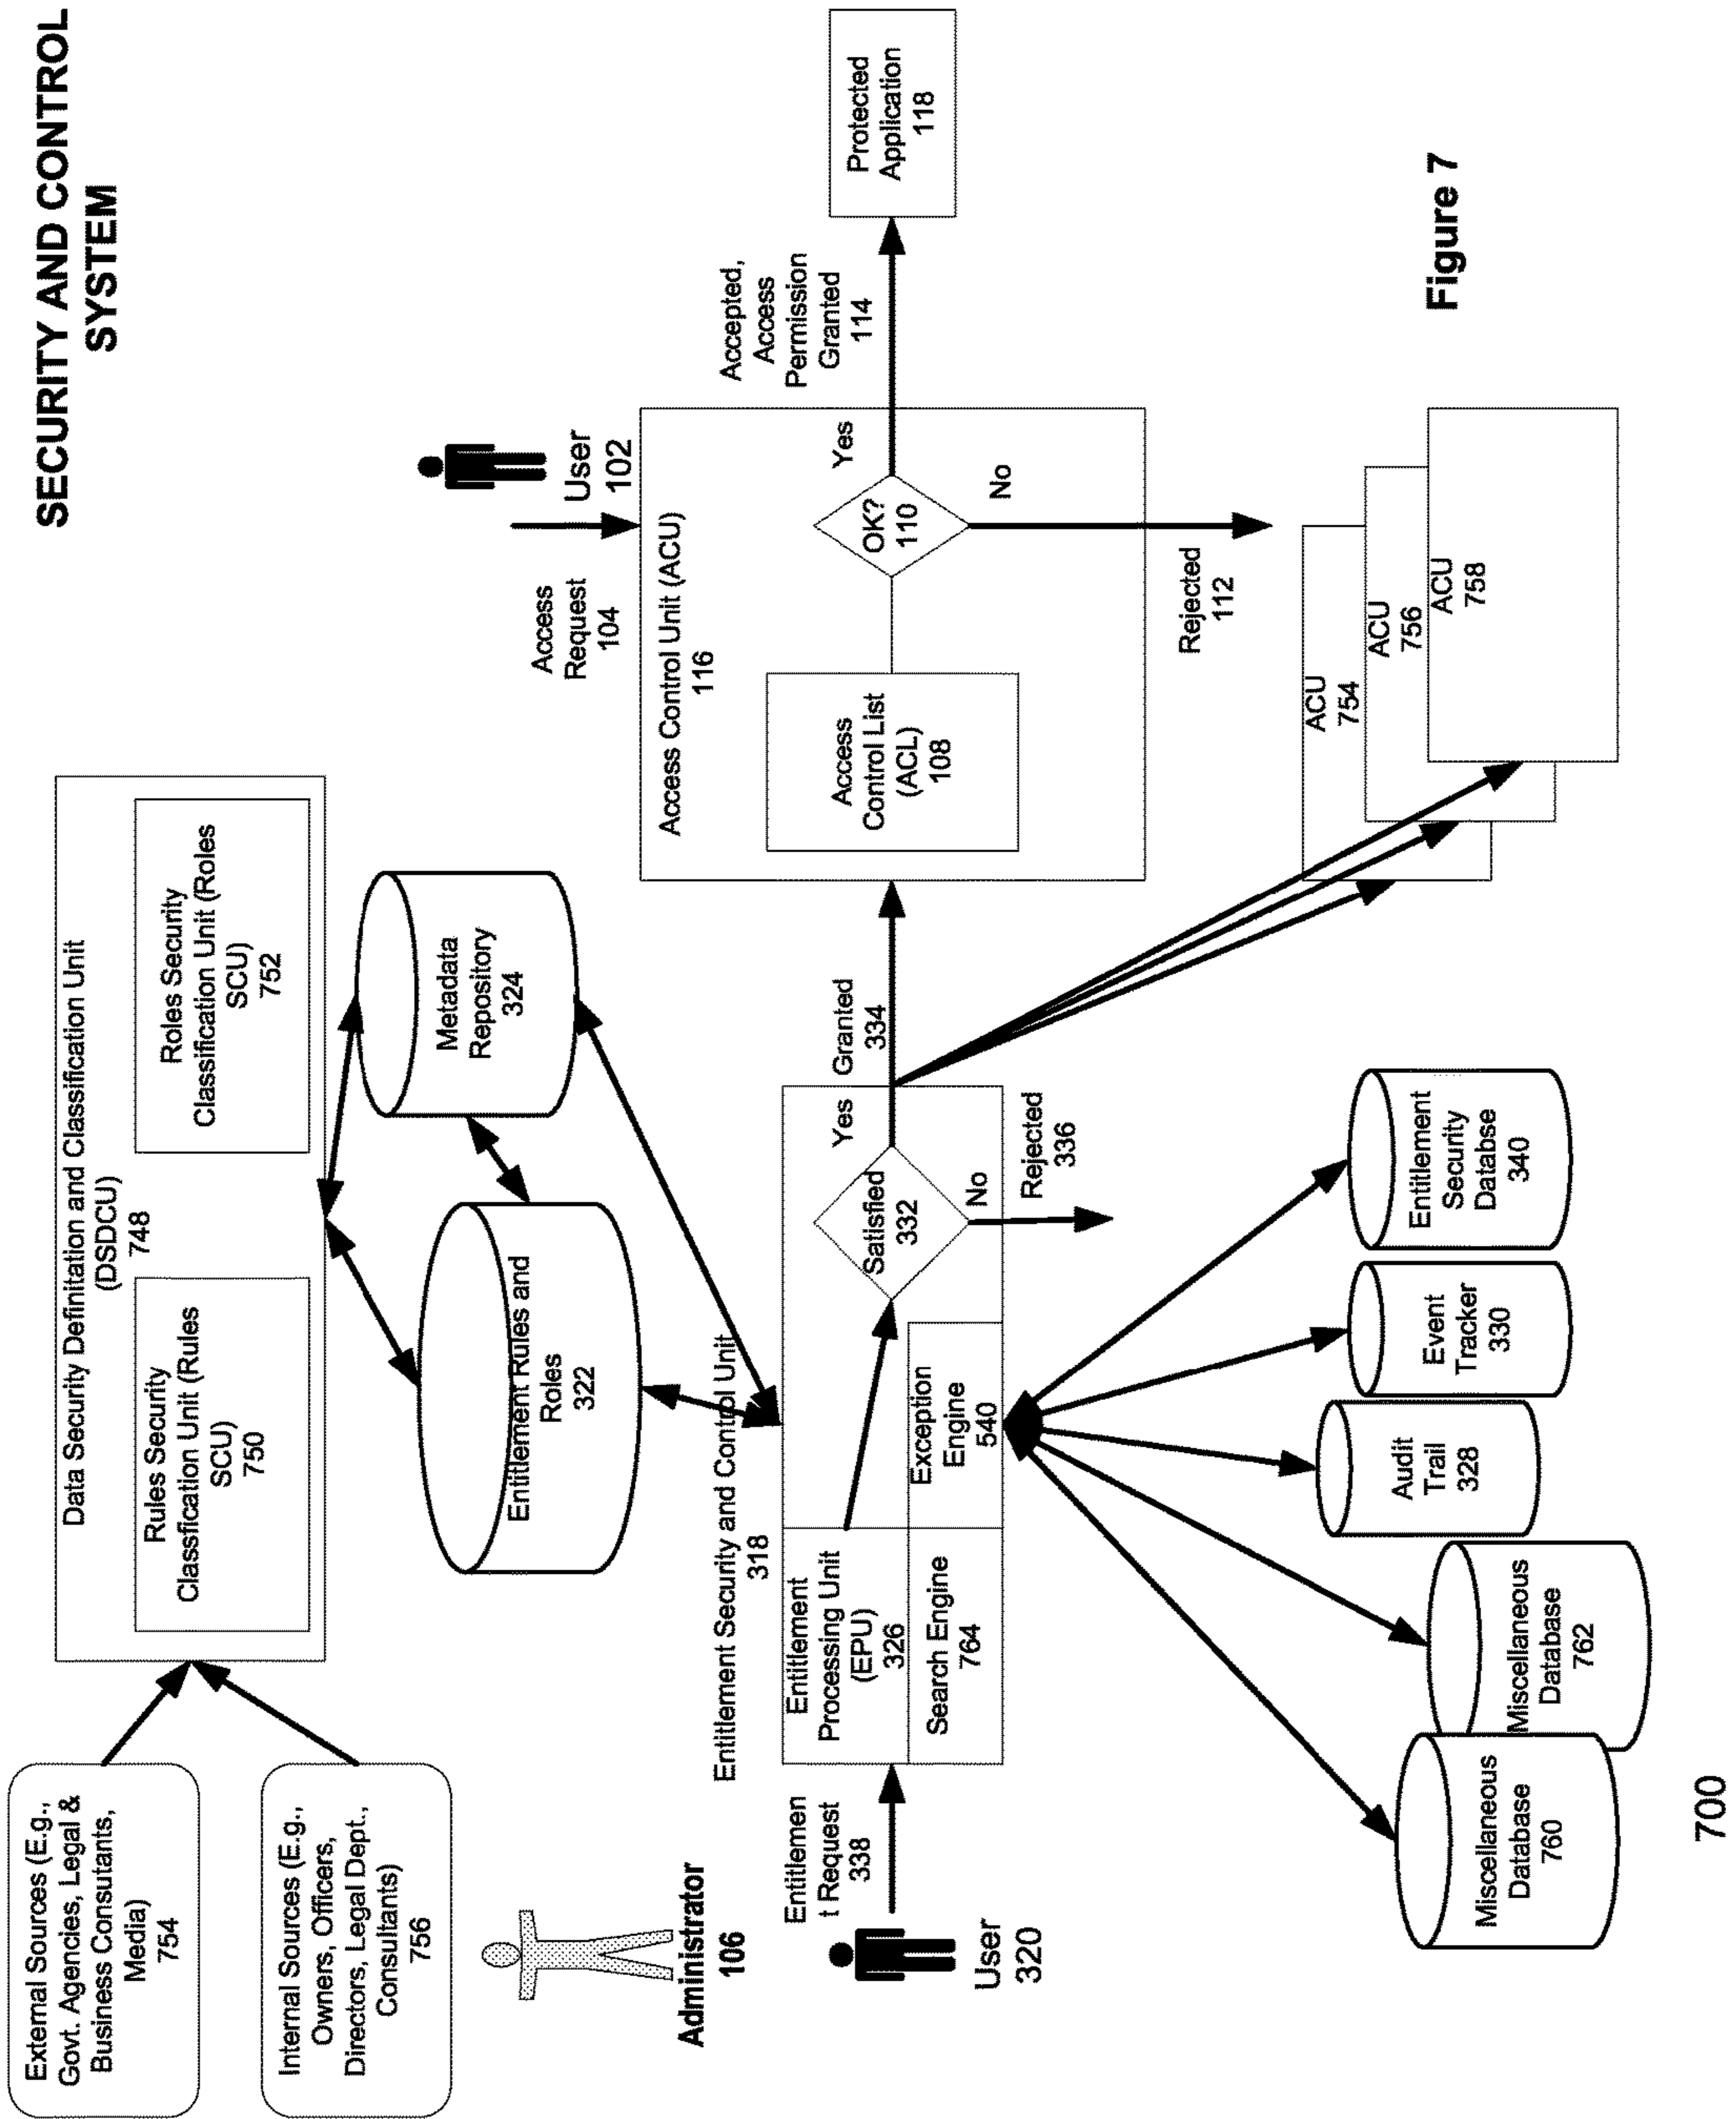 SECURITY AND CONTROL
SYSTEM
External Sources (E.g.,
Govt. Agencies, Legal &
Business Consutants,
Media)
754
Internal Sources (E.g.,
Owners, Officers,
Directors, Legal Dept.,
Consultants)
756
Data Security Definitation and Classification Unit
(DSDCU)
748
Rules Security
Classfication Unit (Rules
SCU)
750
Roles Security
Classification Unit (Roles
SCU)
752
Entitlement Rules and
Roles
322
Metadata
Repository
324
Administrator
106
User
320
Entitlemen
t Request
338
Entitlement Security and Control Unit
318
Entitlement
Processing Unit
(EPU)
326
Search Engine
764
Exception
Engine
540
Satisfied
332
Yes
No
Granted
334
Rejected
336
Access
Request
104
User
102
Access Control Unit (ACU)
116
Access
Control List
(ACL)
108
OK?
110
Yes
No
Accepted,
Access
Permission
Granted
114
Protected
Application
118
Rejected
112
ACU
754
ACU
756
ACU
758
Miscellaneous
Database
760
Miscellaneous
Database
762
Audit
Trail
328
Event
Tracker
330
Entitlement
Security
Databse
340
700
Figure 7